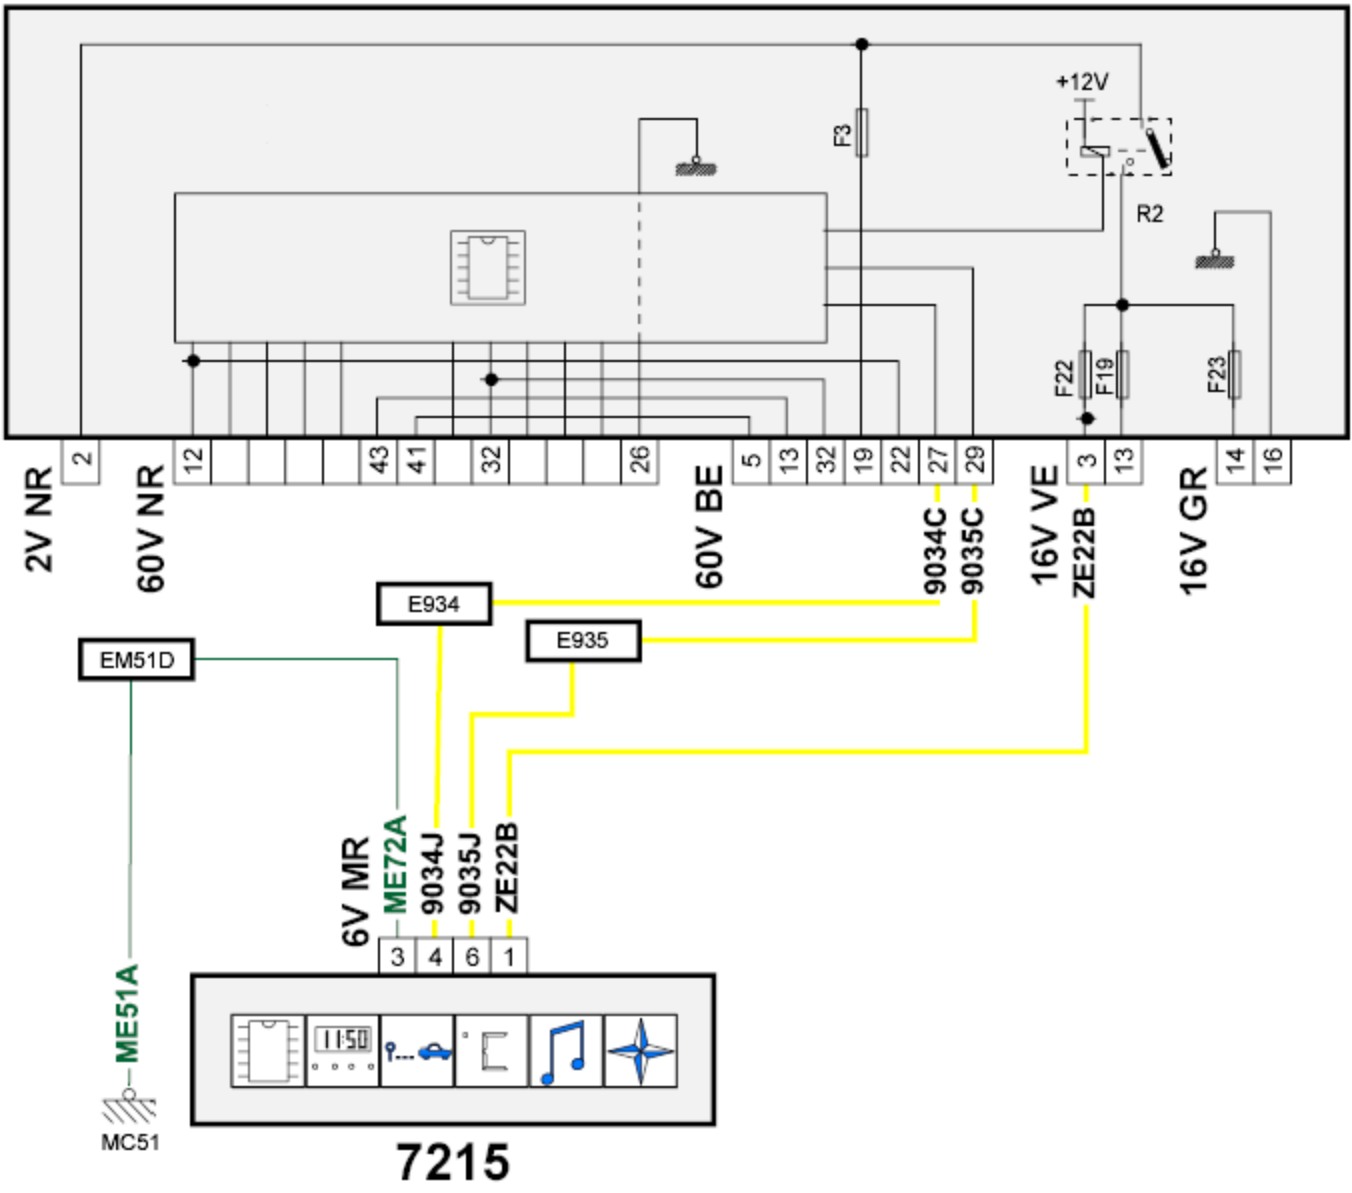 +12V
F3
R2
F22
F19
F23
2
12
43
41
32
26
5
13
32
19
22
27
29
3
13
14
16
2V NR
60V NR
60V BE
16V VE
16V GR
9034C
9035C
ZE22B
E934
E935
EM51D
6V MR
ME72A
9034J
9035J
ZE22B
3
4
6
1
ME51A
11:50
°C
MC51
7215